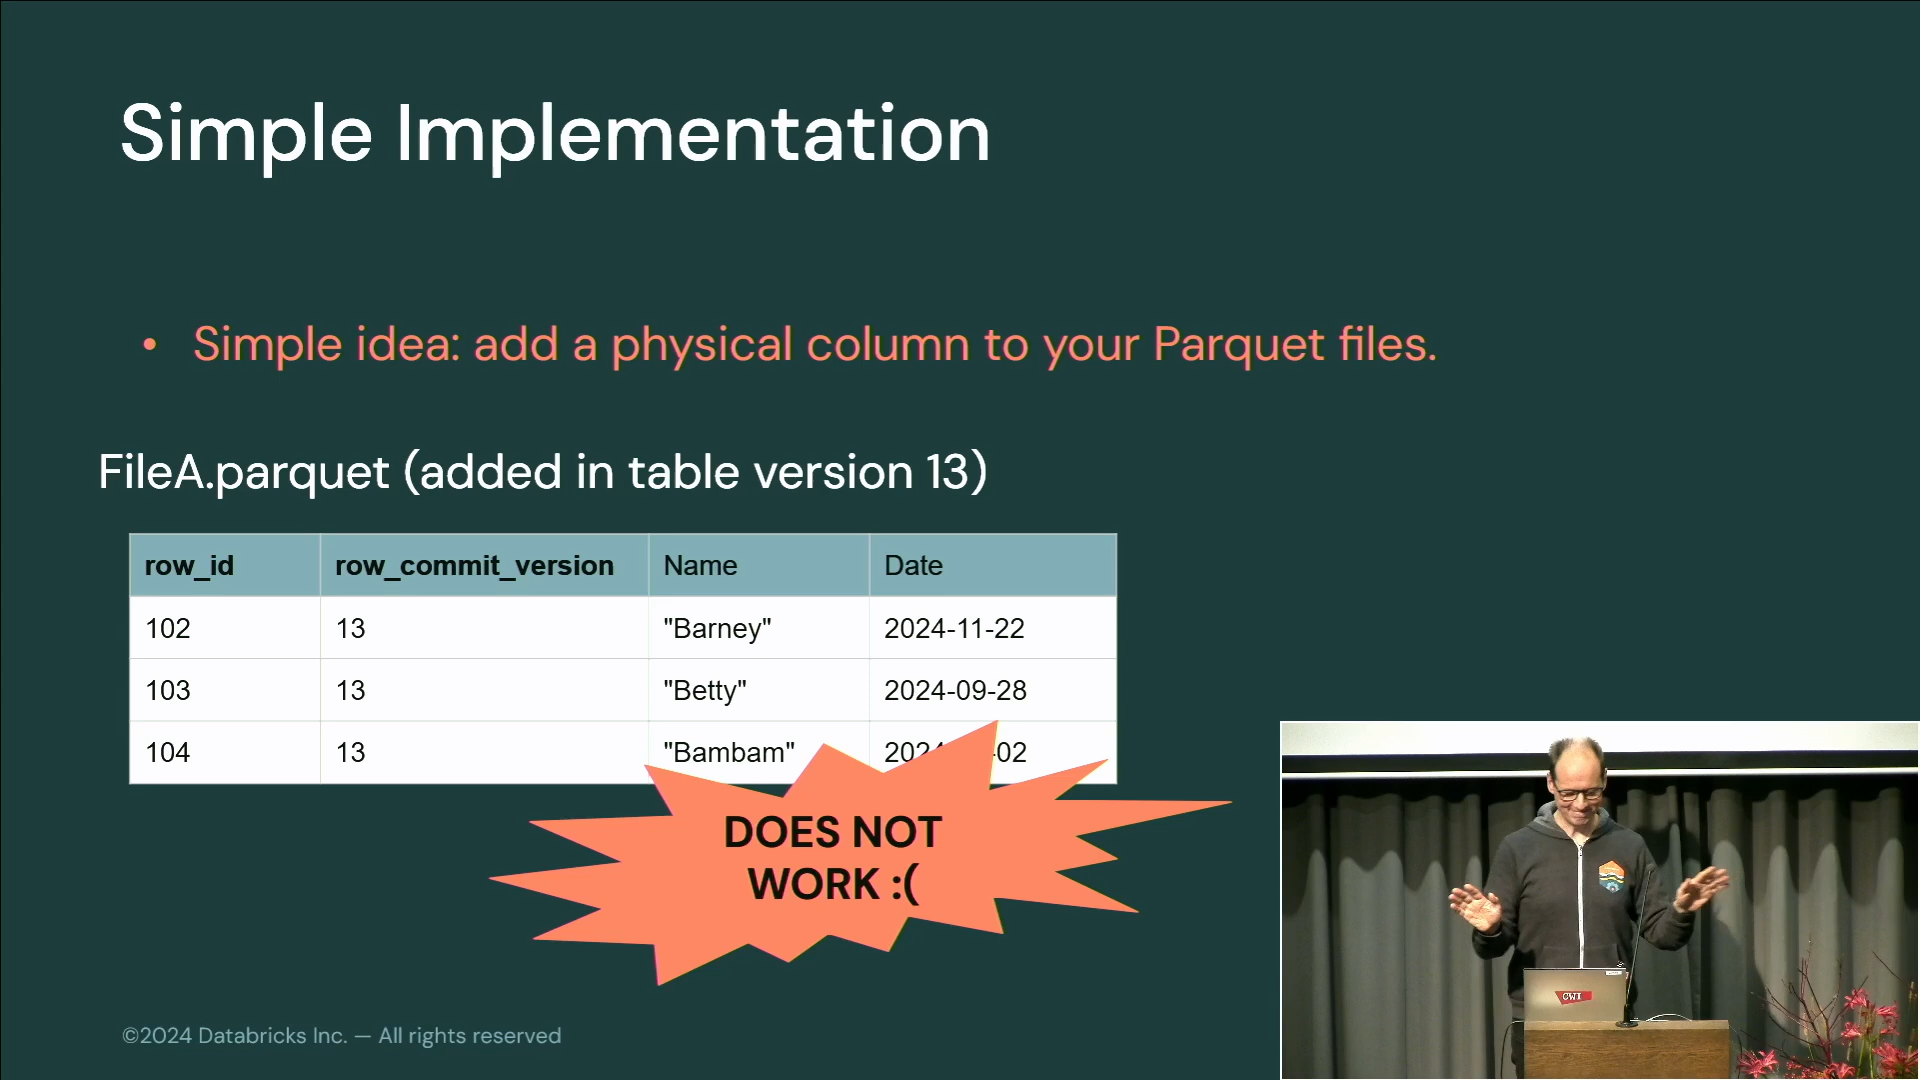 Simple Implementation
• Simple idea: add a physical column to your Parquet files.
FileA.parquet (added in table version 13)
row_id row_commit_version Name Date
102 13 "Barney" 2024-11-22
103 13 "Betty" 2024-09-28
104 13 "Bambam"
DOES NOT
WORK :(
©2024 Databricks Inc. — All rights reserved
CWI